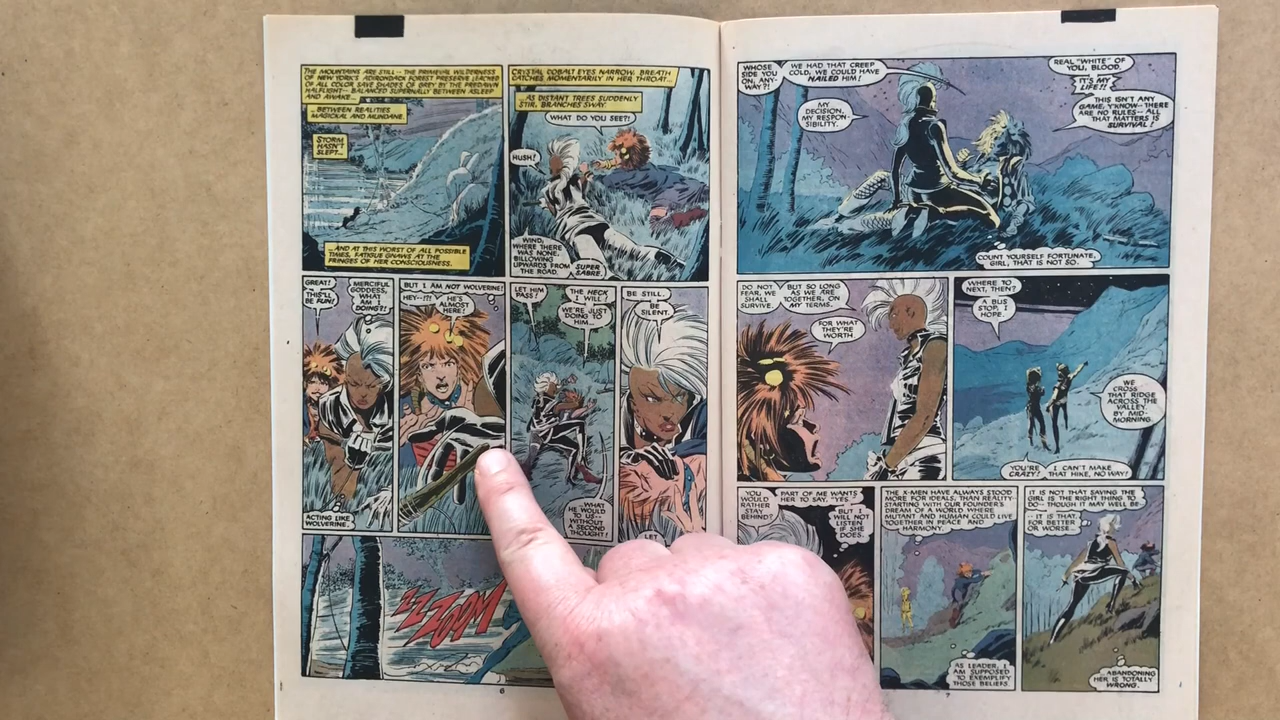 THE MOUNTAINS ARE STILL -- THE PRIMEVAL WILDERNESS
OF NEW YORK'S ADIRONDACK FOREST PRESERVE LEACHED
OF ALL COLOR SAVE SHADES OF GREY BY THE PREDAWN
HALFLIGHT -- BALANCED SUPERNALLY BETWEEN ASLEEP
AND AWAKE...
...BETWEEN REALITIES
MAGICKAL AND MUNDANE.
STORM
HASN'T
SLEPT...
...AND AT THIS WORST OF ALL POSSIBLE
TIMES, FATIGUE GNAWS AT THE
FRINGES OF HER CONSCIOUSNESS.
CRYSTAL COBALT EYES NARROW, BREATH
CATCHES MOMENTARILY IN HER THROAT...
...AS DISTANT TREES SUDDENLY
STIR, BRANCHES SWAY.
WHAT DO YOU SEE?!
HUSH!
WIND,
WHERE THERE
WAS NONE,
BILLOWING
UPWARDS FROM
THE ROAD.
SUPER
SABRE.
GREAT!
THIS'LL
BE FUN!
MERCIFUL
GODDESS,
WHAT
AM I
DOING?!
ACTING LIKE
WOLVERINE.
BUT I AM NOT WOLVERINE!
HEY--!?!
HE'S
ALMOST
HERE!
LET HIM
PASS?
THE HECK
I WILL!
WE'RE JUST
DOING TO
HIM...
...WHAT
HE WOULD
TO US
WITHOUT
A SECOND
THOUGHT!
BE STILL.
BE
SILENT.
LET
ZZZOOM
6
WHOSE
SIDE YOU
ON, ANY-
WAY?!
WE HAD THAT CREEP
COLD, WE COULD HAVE
NAILED HIM!
MY
DECISION,
MY RESPON-
SIBILITY.
REAL "WHITE" OF
YOU, BLOOD.
IT'S MY
LIFE!!
THIS ISN'T ANY
GAME, Y'KNOW--THERE
ARE NO RULES--ALL
THAT MATTERS IS
SURVIVAL!
COUNT YOURSELF FORTUNATE,
GIRL, THAT IS NOT SO.
DO NOT
FEAR, WE
SHALL
SURVIVE.
BUT SO LONG
AS WE ARE
TOGETHER, ON
MY TERMS.
FOR WHAT
THEY'RE
WORTH.
WHERE TO
NEXT, THEN?
A BUS
STOP, I
HOPE.
WE
CROSS
THAT RIDGE
ACROSS THE
VALLEY.
BY MID-
MORNING.
YOU'RE
CRAZY!
I CAN'T MAKE
THAT HIKE, NO WAY!
YOU
WOULD
RATHER
STAY
BEHIND?
PART OF ME WANTS
HER TO SAY, "YES."
BUT I
WILL NOT
LISTEN
IF SHE
DOES.
THE X-MEN HAVE ALWAYS STOOD
MORE FOR IDEALS, THAN REALITY--
STARTING WITH OUR FOUNDER'S
DREAM OF A WORLD WHERE
MUTANT AND HUMAN COULD LIVE
TOGETHER IN PEACE AND
HARMONY.
AS LEADER, I
AM SUPPOSED
TO EXEMPLIFY
THOSE BELIEFS.
IT IS NOT THAT SAVING THE
GIRL IS THE RIGHT THING TO
DO-- THOUGH IT MAY WELL BE--
--IT IS THAT,
FOR BETTER
OR WORSE...
...ABANDONING
HER IS TOTALLY
WRONG.
7